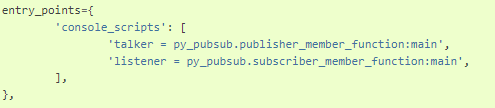 entry_points={
        'console_scripts': [
                'talker = py_pubsub.publisher_member_function:main',
                'listener = py_pubsub.subscriber_member_function:main',
        ],
},